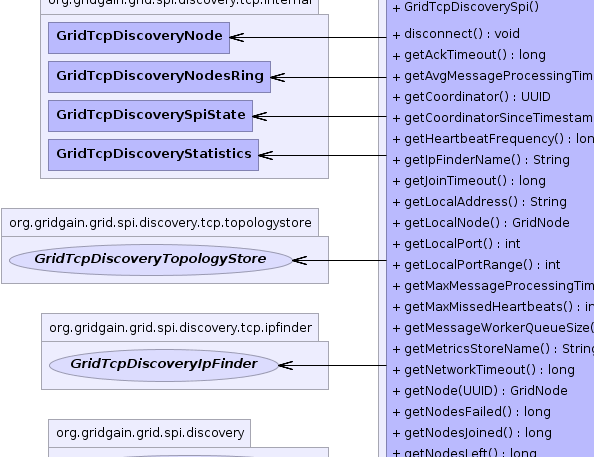 org.gridgain.grid.spi.discovery.tcp.internal
GridTcpDiscoveryNode
GridTcpDiscoveryNodesRing
GridTcpDiscoverySpiState
GridTcpDiscoveryStatistics
org.gridgain.grid.spi.discovery.tcp.topologystore
GridTcpDiscoveryTopologyStore
org.gridgain.grid.spi.discovery.tcp.ipfinder
GridTcpDiscoveryIpFinder
org.gridgain.grid.spi.discovery
+ GridTcpDiscoverySpi()
+ disconnect() : void
+ getAckTimeout() : long
+ getAvgMessageProcessingTim
+ getCoordinator() : UUID
+ getCoordinatorSinceTimestam
+ getHeartbeatFrequency() : lon
+ getIpFinderName() : String
+ getJoinTimeout() : long
+ getLocalAddress() : String
+ getLocalNode() : GridNode
+ getLocalPort() : int
+ getLocalPortRange() : int
+ getMaxMessageProcessingTim
+ getMaxMissedHeartbeats() : in
+ getMessageWorkerQueueSize(
+ getMetricsStoreName() : String
+ getNetworkTimeout() : long
+ getNode(UUID) : GridNode
+ getNodesFailed() : long
+ getNodesJoined() : long
+ getNodesLeft() : long